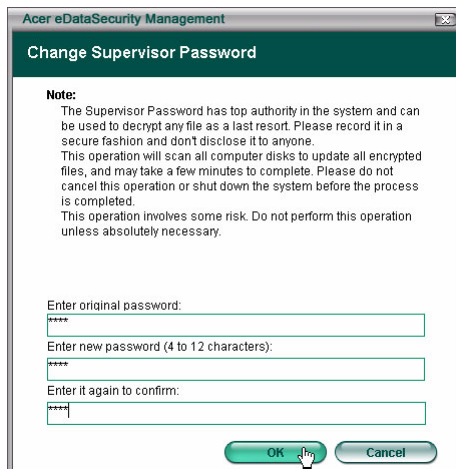 Acer eDataSecurity Management
Change Supervisor Password
Note:
The Supervisor Password has top authority in the system and can
be used to decrypt any file as a last resort. Please record it in a
secure fashion and don't disclose it to anyone.
This operation will scan all computer disks to update all encrypted
files, and may take a few minutes to complete. Please do not
cancel this operation or shut down the system before the process
is completed.
This operation involves some risk. Do not perform this operation
unless absolutely necessary.
Enter original password:
****
Enter new password (4 to 12 characters):
****
Enter it again to confirm:
****
OK Cancel